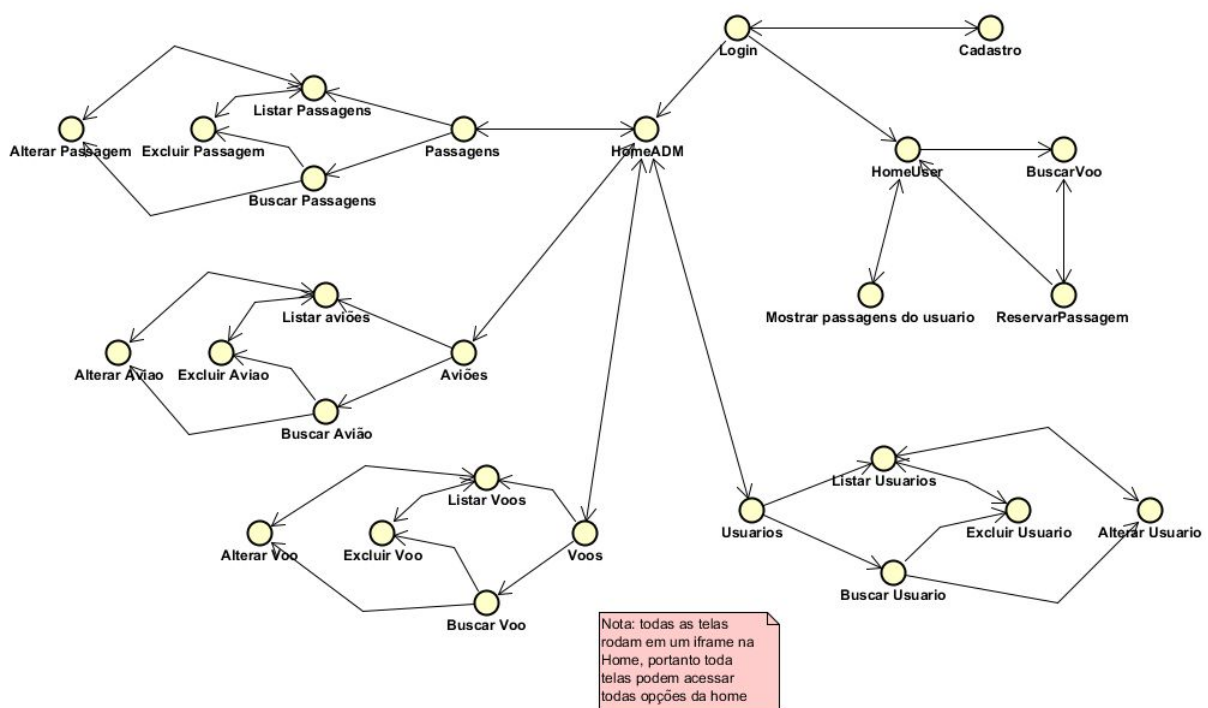 Login
Cadastro
Listar Passagens
Alterar Passagem
Excluir Passagem
Passagens
HomeADM
Buscar Passagens
HomeUser
BuscarVoo
Mostrar passagens do usuario
ReservarPassagem
Listar aviões
Alterar Aviao
Excluir Aviao
Aviões
Buscar Avião
Listar Voos
Alterar Voo
Excluir Voo
Voos
Buscar Voo
Listar Usuarios
Usuarios
Excluir Usuario
Alterar Usuario
Buscar Usuario
Nota: todas as telas
rodam em um iframe na
Home, portanto toda
telas podem acessar
todas opções da home